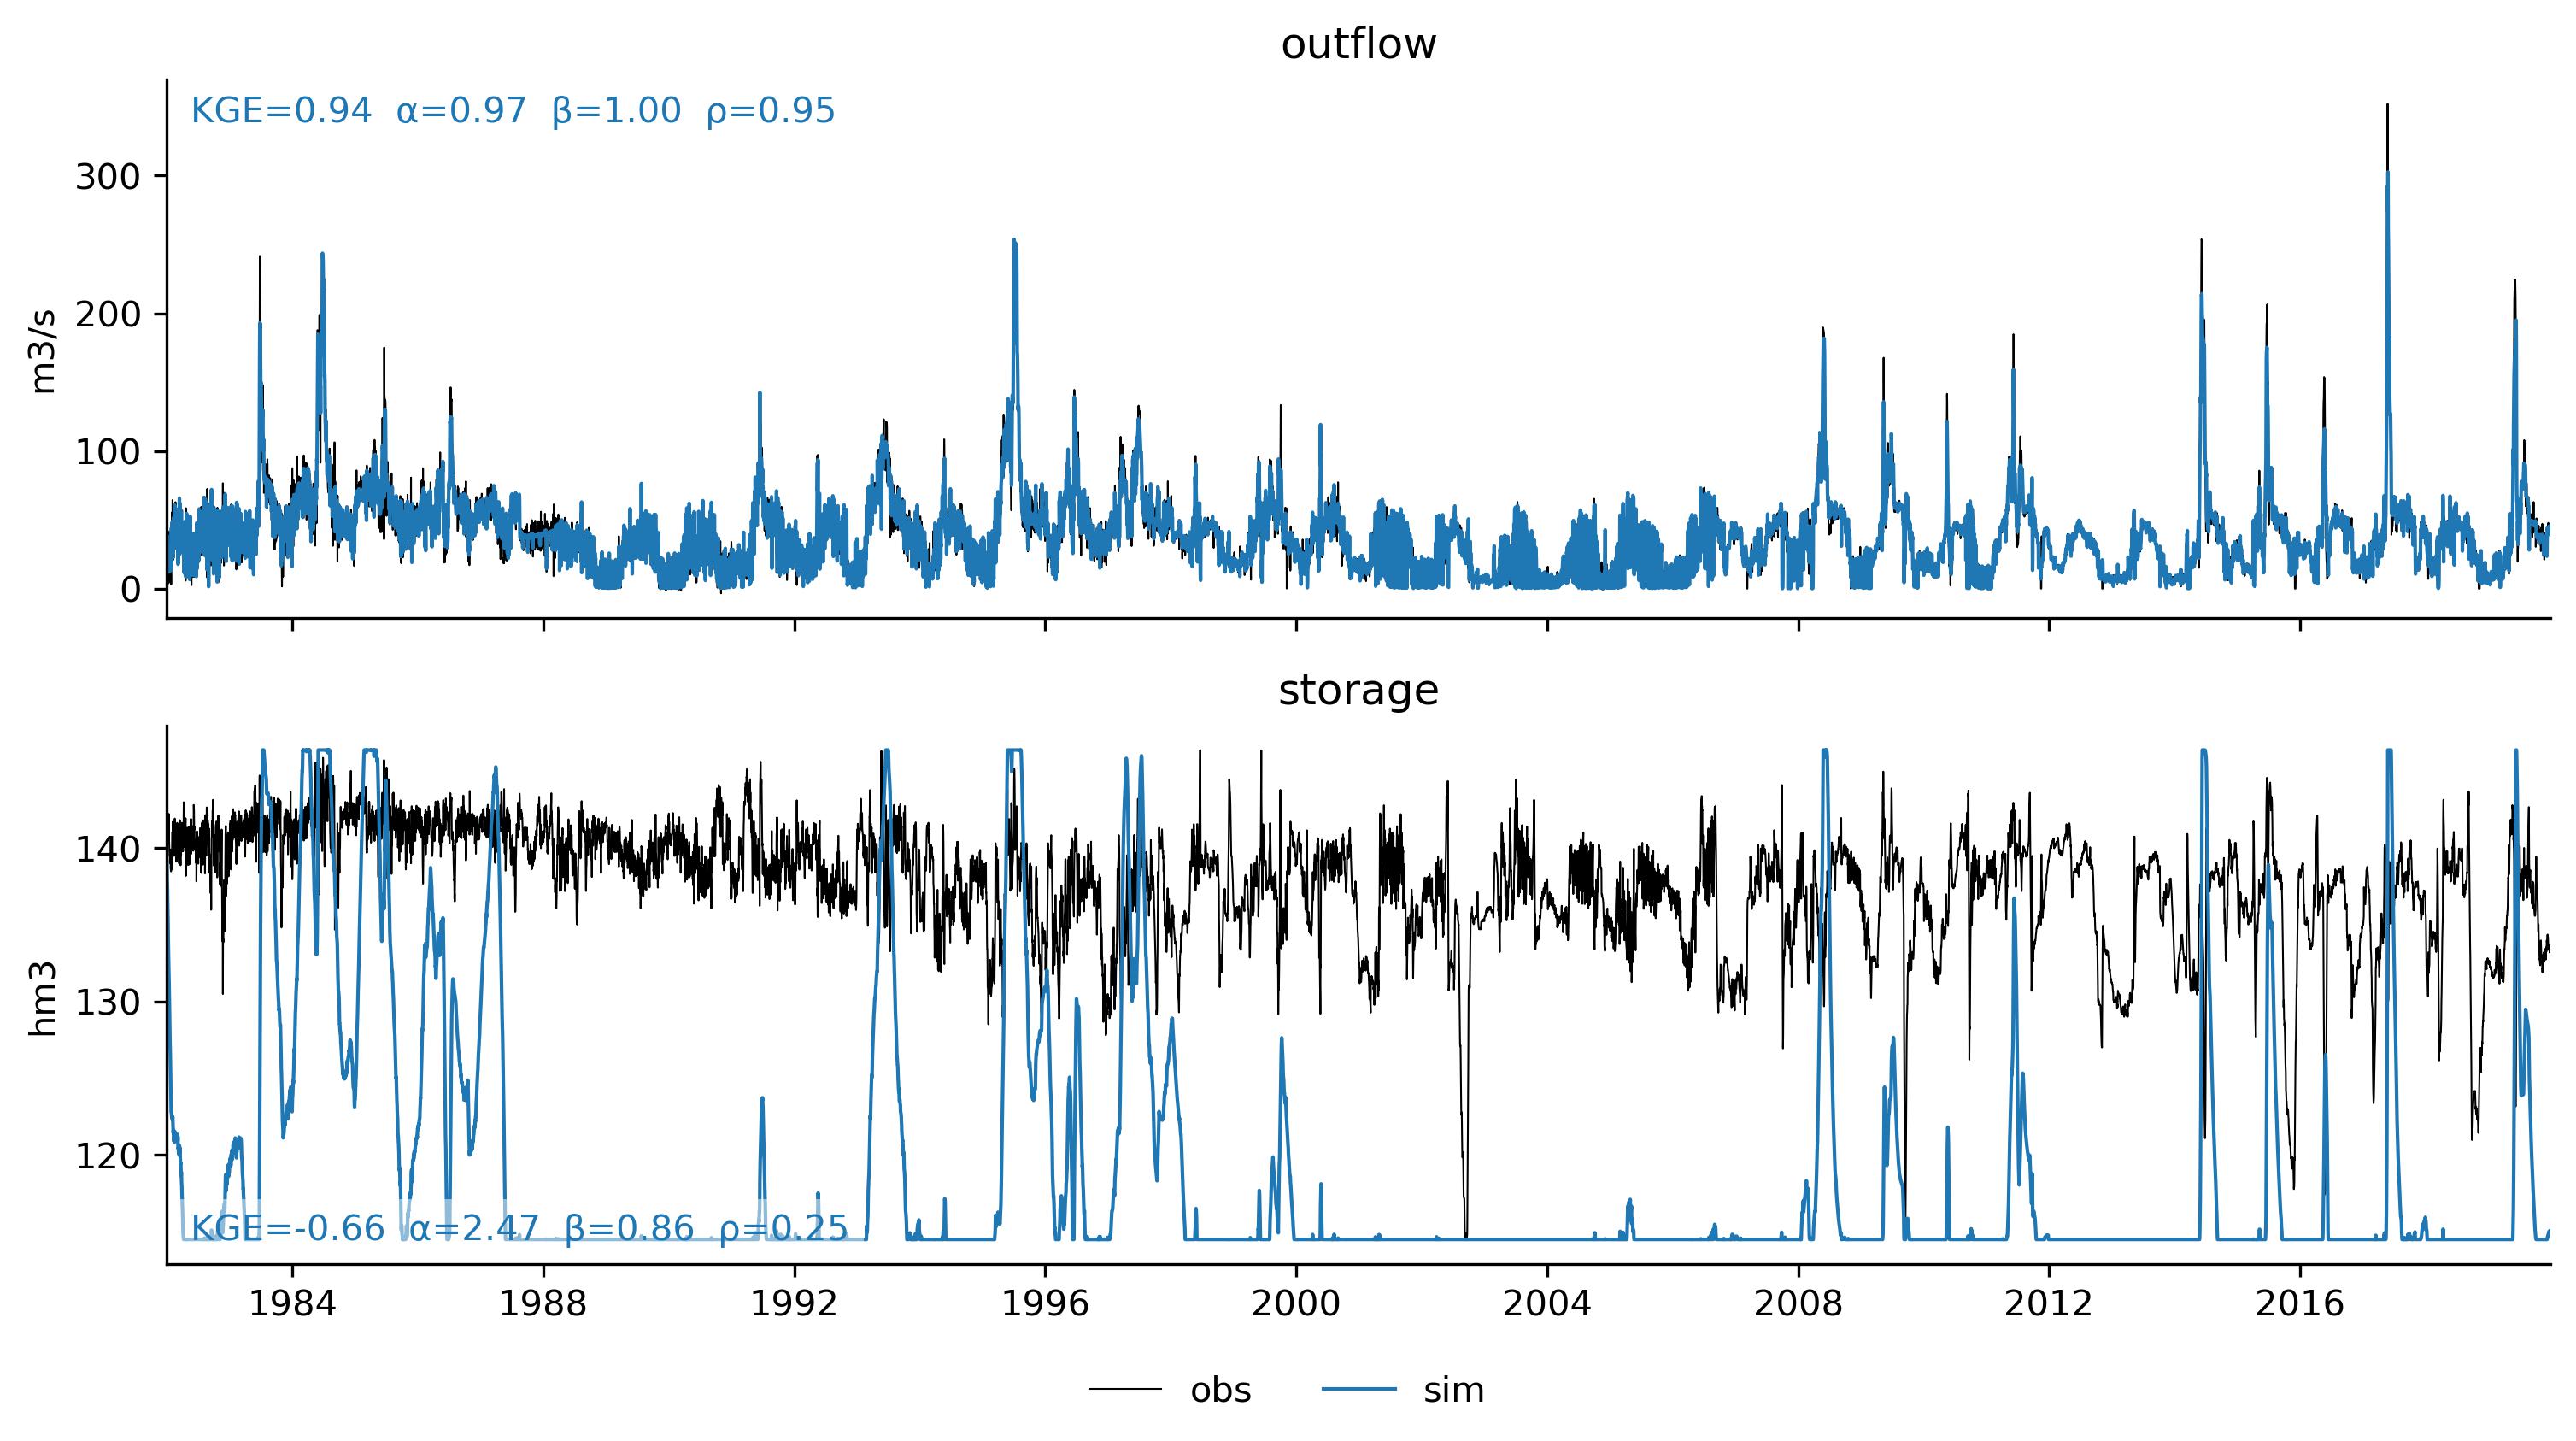 outflow
KGE=0.94 α=0.97 β=1.00 ρ=0.95
300
200
100
0
m3/s
storage
140
130
120
hm3
KGE=-0.66 α=2.47 β=0.86 ρ=0.25
1984 1988 1992 1996 2000 2004 2008 2012 2016
obs sim